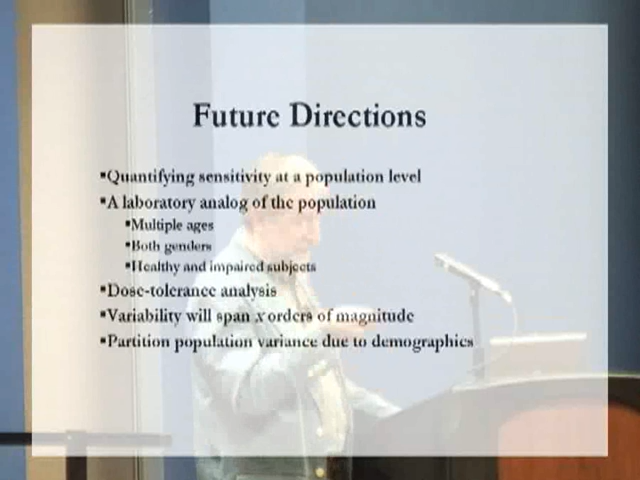 Future Directions
▪Quantifying sensitivity at a population level
▪A laboratory analog of the population
▪Multiple ages
▪Both genders
▪Healthy and impaired subjects
▪Dose-tolerance analysis
▪Variability will span x orders of magnitude
▪Partition population variance due to demographics